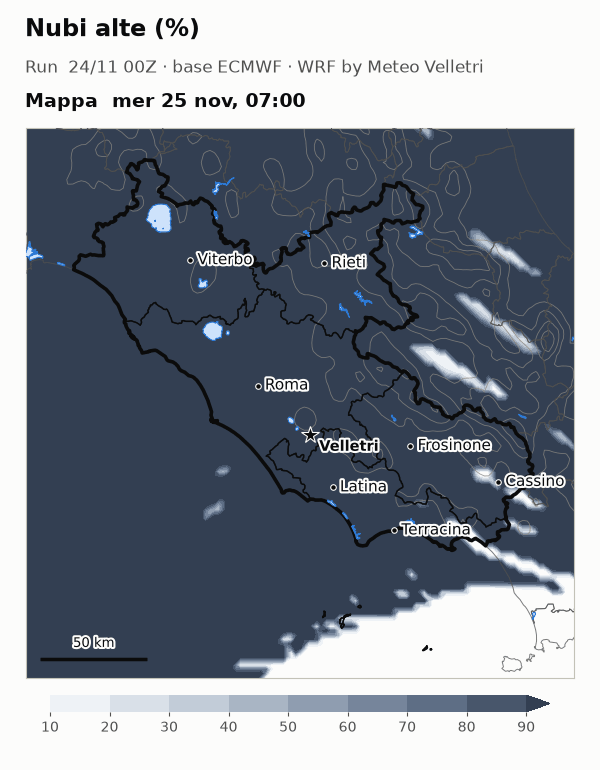 Nubi alte (%)
Run  24/11 00Z · base ECMWF · WRF by Meteo Velletri
Mappa  mer 25 nov, 07:00
Viterbo
Rieti
Roma
Velletri
Frosinone
Latina
Cassino
Terracina
50 km
10 20 30 40 50 60 70 80 90